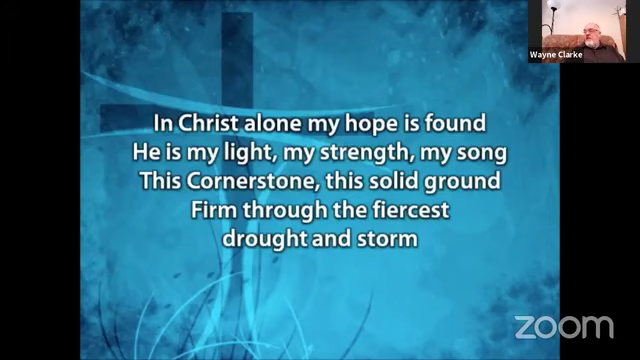 Wayne Clarke
In Christ alone my hope is found
He is my light, my strength, my song
This Cornerstone, this solid ground
Firm through the fiercest
drought and storm
zoom